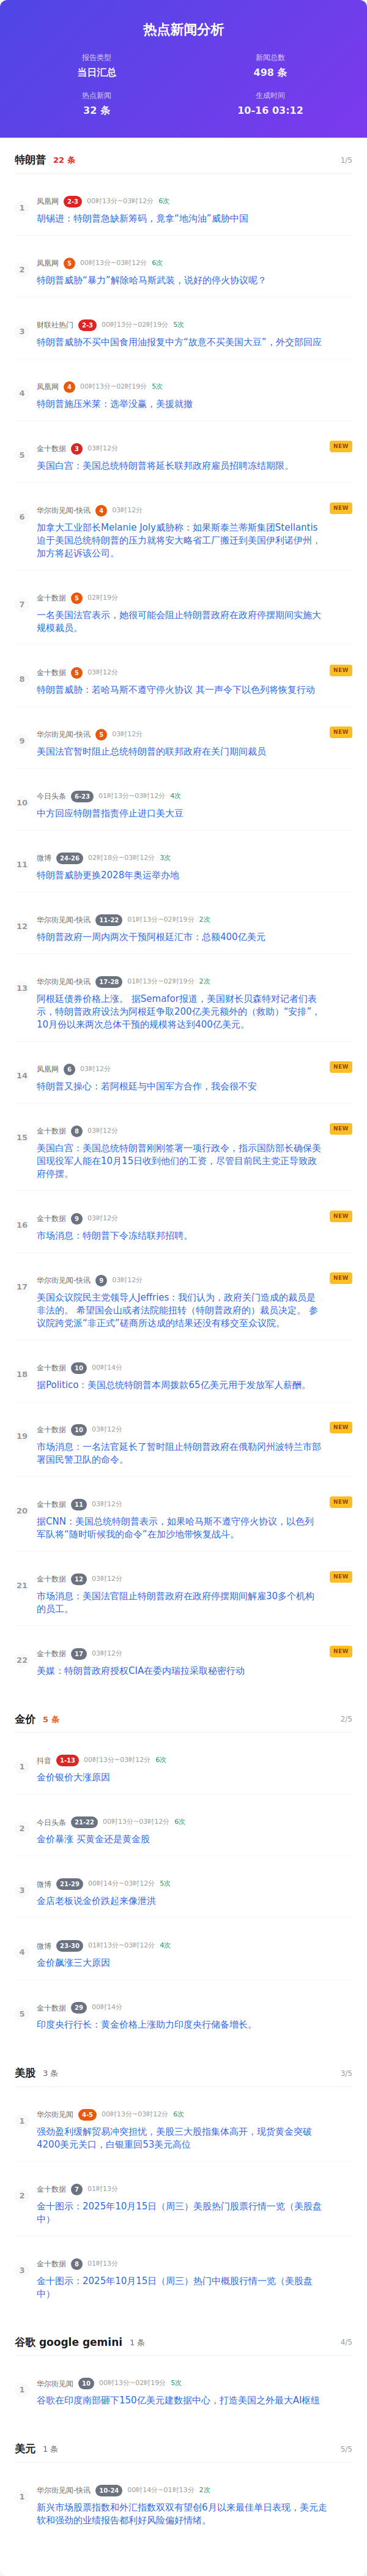 热点新闻分析
报告类型
当日汇总
新闻总数
498 条
热点新闻
32 条
生成时间
10-16 03:12
特朗普 22 条 1/5
1
凤凰网 2-3 00时13分~03时12分 6次
胡锡进：特朗普急缺新筹码，竟拿“地沟油”威胁中国
2
凤凰网 5 00时13分~03时12分 6次
特朗普威胁“暴力”解除哈马斯武装，说好的停火协议呢？
3
财联社热门 2-3 00时13分~02时19分 5次
特朗普威胁不买中国食用油报复中方“故意不买美国大豆”，外交部回应
4
凤凰网 4 00时13分~02时19分 5次
特朗普施压米莱：选举没赢，美援就撤
5
金十数据 3 03时12分 NEW
美国白宫：美国总统特朗普将延长联邦政府雇员招聘冻结期限。
6
华尔街见闻-快讯 4 03时12分 NEW
加拿大工业部长Melanie Joly威胁称：如果斯泰兰蒂斯集团Stellantis
迫于美国总统特朗普的压力就将安大略省工厂搬迁到美国伊利诺伊州，
加方将起诉该公司。
7
金十数据 5 02时19分
一名美国法官表示，她很可能会阻止特朗普政府在政府停摆期间实施大
规模裁员。
8
金十数据 5 03时12分 NEW
特朗普威胁：若哈马斯不遵守停火协议 其一声令下以色列将恢复行动
9
华尔街见闻-快讯 5 03时12分 NEW
美国法官暂时阻止总统特朗普的联邦政府在关门期间裁员
10
今日头条 6-23 01时13分~03时12分 4次
中方回应特朗普指责停止进口美大豆
11
微博 24-26 02时18分~03时12分 3次
特朗普威胁更换2028年奥运举办地
12
华尔街见闻-快讯 11-22 01时13分~02时19分 2次
特朗普政府一周内两次干预阿根廷汇市：总额400亿美元
13
华尔街见闻-快讯 17-28 01时13分~02时19分 2次
阿根廷债券价格上涨。 据Semafor报道，美国财长贝森特对记者们表
示，特朗普政府设法为阿根廷争取200亿美元额外的（救助）“安排”，
10月份以来两次总体干预的规模将达到400亿美元。
14
凤凰网 6 03时12分 NEW
特朗普又操心：若阿根廷与中国军方合作，我会很不安
15
金十数据 8 03时12分 NEW
美国白宫：美国总统特朗普刚刚签署一项行政令，指示国防部长确保美
国现役军人能在10月15日收到他们的工资，尽管目前民主党正导致政
府停摆。
16
金十数据 9 03时12分 NEW
市场消息：特朗普下令冻结联邦招聘。
17
华尔街见闻-快讯 9 03时12分 NEW
美国众议院民主党领导人Jeffries：我们认为，政府关门造成的裁员是
非法的。 希望国会山或者法院能扭转（特朗普政府的）裁员决定。 参
议院跨党派“非正式”磋商所达成的结果还没有移交至众议院。
18
金十数据 10 00时14分
据Politico：美国总统特朗普本周拨款65亿美元用于发放军人薪酬。
19
金十数据 10 03时12分 NEW
市场消息：一名法官延长了暂时阻止特朗普政府在俄勒冈州波特兰市部
署国民警卫队的命令。
20
金十数据 11 03时12分 NEW
据CNN：美国总统特朗普表示，如果哈马斯不遵守停火协议，以色列
军队将“随时听候我的命令”在加沙地带恢复战斗。
21
金十数据 12 03时12分 NEW
市场消息：美国法官阻止特朗普政府在政府停摆期间解雇30多个机构
的员工。
22
金十数据 17 03时12分 NEW
美媒：特朗普政府授权CIA在委内瑞拉采取秘密行动
金价 5 条 2/5
1
抖音 1-13 00时13分~03时12分 6次
金价银价大涨原因
2
今日头条 21-22 00时13分~03时12分 6次
金价暴涨 买黄金还是黄金股
3
微博 21-29 00时14分~03时12分 5次
金店老板说金价跌起来像泄洪
4
微博 23-30 01时13分~03时12分 4次
金价飙涨三大原因
5
金十数据 29 00时14分
印度央行行长：黄金价格上涨助力印度央行储备增长。
美股 3 条 3/5
1
华尔街见闻 4-5 00时13分~03时12分 6次
强劲盈利缓解贸易冲突担忧，美股三大股指集体高开，现货黄金突破
4200美元关口，白银重回53美元高位
2
金十数据 7 01时13分
金十图示：2025年10月15日（周三）美股热门股票行情一览（美股盘
中）
3
金十数据 8 01时13分
金十图示：2025年10月15日（周三）热门中概股行情一览（美股盘
中）
谷歌 google gemini 1 条 4/5
1
华尔街见闻 10 00时13分~02时19分 5次
谷歌在印度南部砸下150亿美元建数据中心，打造美国之外最大AI枢纽
美元 1 条 5/5
1
华尔街见闻-快讯 10-24 00时14分~01时13分 2次
新兴市场股票指数和外汇指数双双有望创6月以来最佳单日表现，美元走
软和强劲的业绩报告都利好风险偏好情绪。